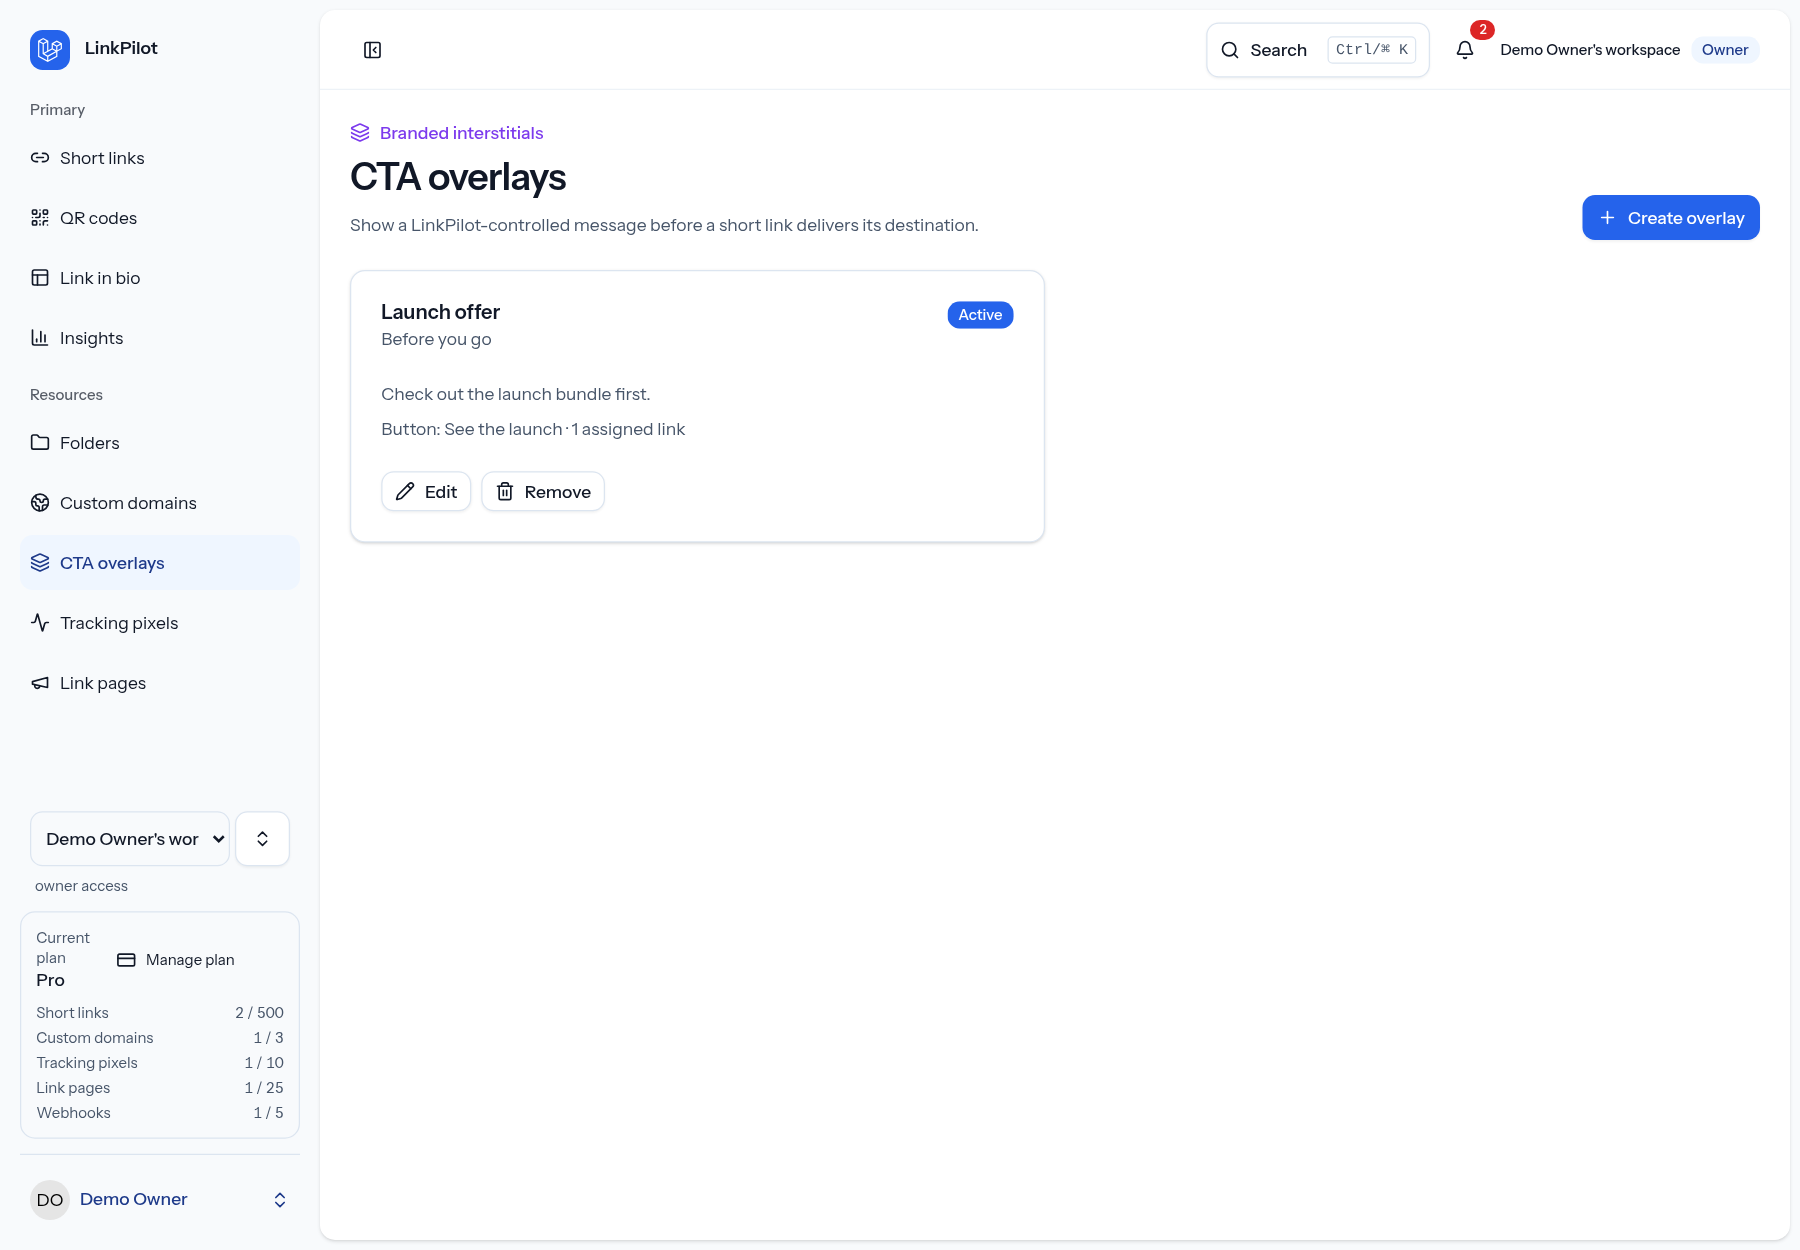 LinkPilot
Primary
Short links
QR codes
Link in bio
Insights
Resources
Folders
Custom domains
CTA overlays
Tracking pixels
Link pages
Demo Owner's wor
owner access
Current plan
Pro
Manage plan
Short links 2 / 500
Custom domains 1 / 3
Tracking pixels 1 / 10
Link pages 1 / 25
Webhooks 1 / 5
DO Demo Owner
Search Ctrl/⌘ K
2
Demo Owner's workspace Owner
Branded interstitials
CTA overlays
Show a LinkPilot-controlled message before a short link delivers its destination.
Create overlay
Launch offer
Active
Before you go
Check out the launch bundle first.
Button: See the launch · 1 assigned link
Edit Remove